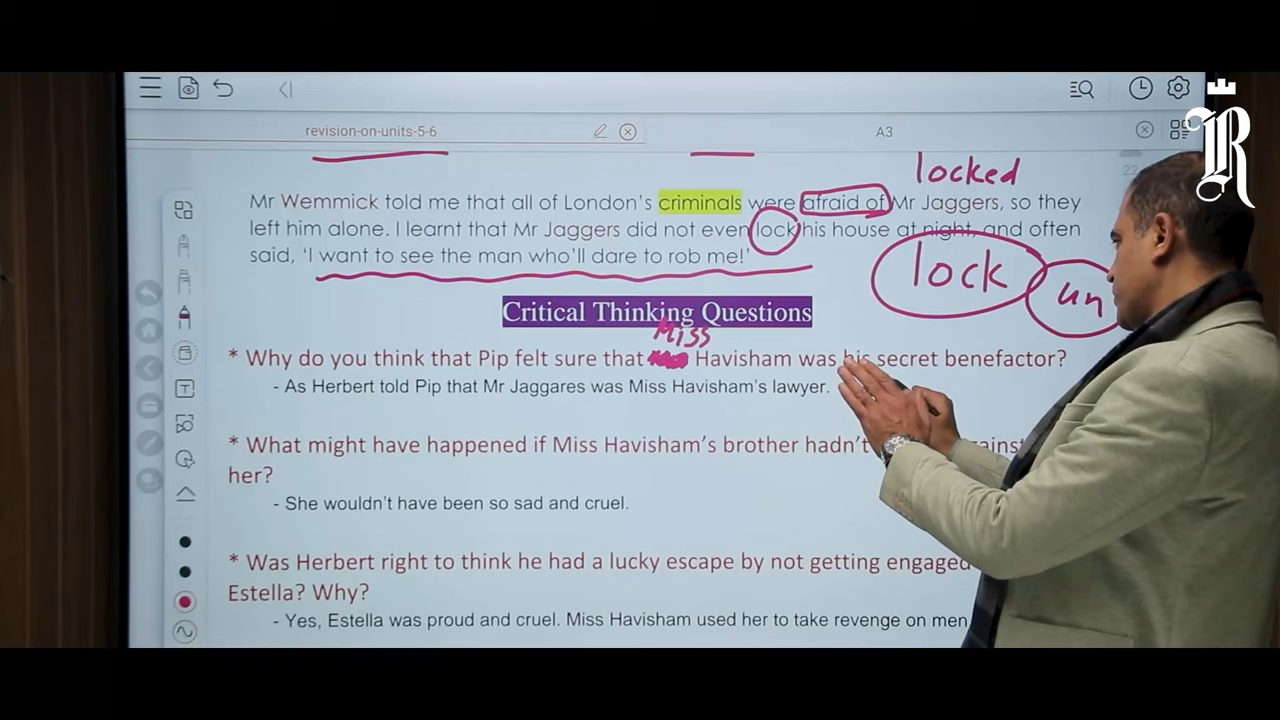 revision-on-units-5-6
A3
R
22
locked
Mr Wemmick told me that all of London's criminals were afraid of Mr Jaggers, so they
left him alone. I learnt that Mr Jaggers did not even lock his house at night, and often
said, 'I want to see the man who'll dare to rob me!'
lock
un
Critical Thinking Questions
Miss
* Why do you think that Pip felt sure that Havisham was his secret benefactor?
- As Herbert told Pip that Mr Jaggares was Miss Havisham's lawyer.
* What might have happened if Miss Havisham's brother hadn't
her?
- She wouldn't have been so sad and cruel.
* Was Herbert right to think he had a lucky escape by not getting engaged
Estella? Why?
- Yes, Estella was proud and cruel. Miss Havisham used her to take revenge on men